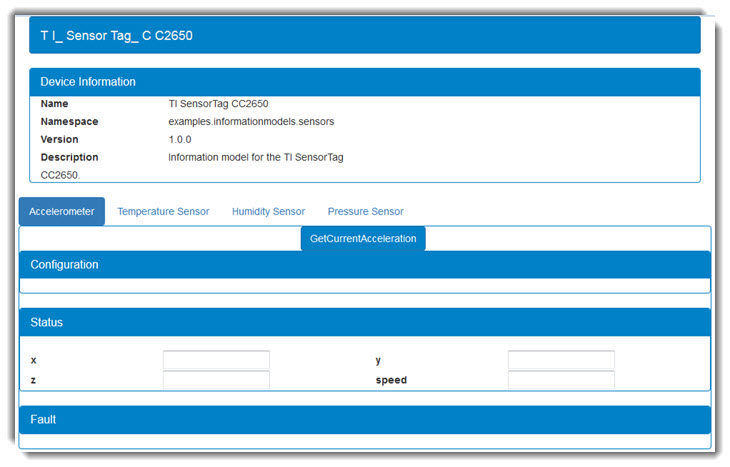 T I_ Sensor Tag_ C C2650
Device Information
Name TI SensorTag CC2650
Namespace examples.informationmodels.sensors
Version 1.0.0
Description Information model for the TI SensorTag
CC2650.
Accelerometer Temperature Sensor Humidity Sensor Pressure Sensor
GetCurrentAcceleration
Configuration
Status
x y
z speed
Fault